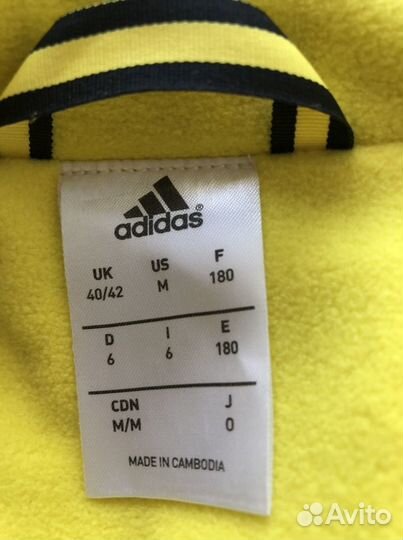 adidas®
UK US F
40/42 M 180
D I E
6 6 180
CDN J
M/M O
MADE IN CAMBODIA
Avito